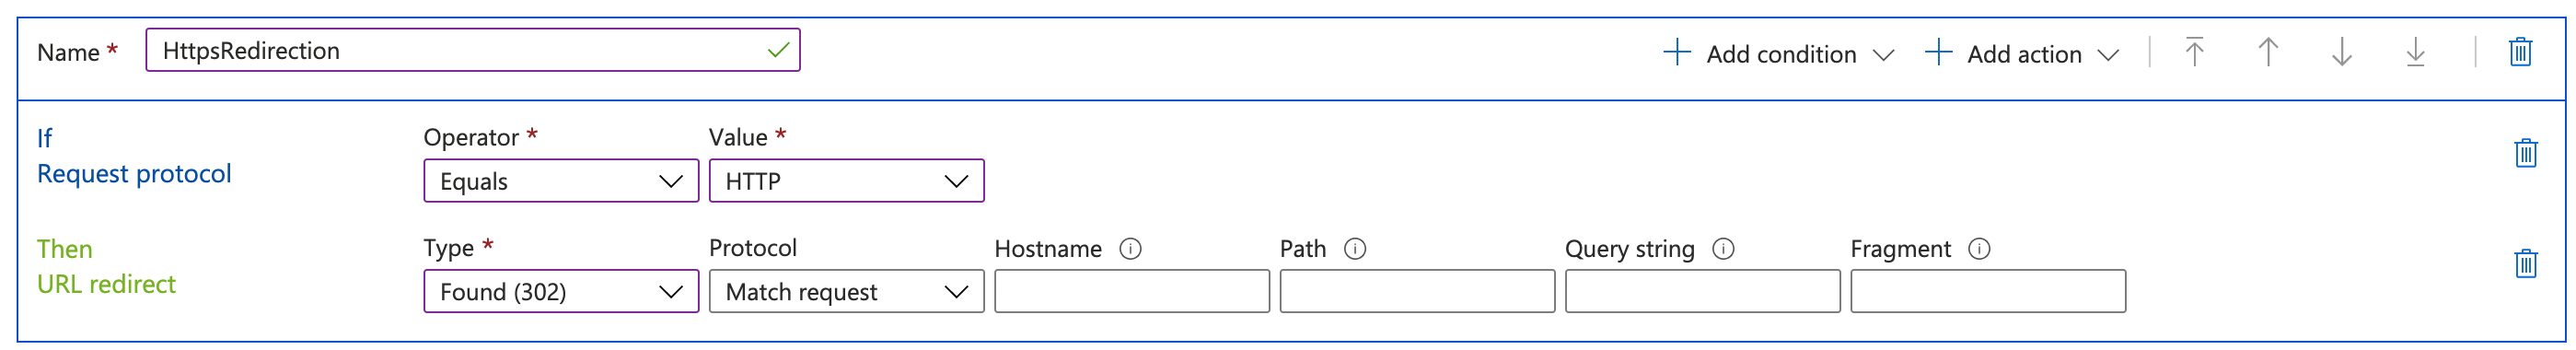 Name * HttpsRedirection Add condition Add action
If
Request protocol
Operator * Value *
Equals HTTP
Then
URL redirect
Type * Protocol Hostname Path Query string Fragment
Found (302) Match request